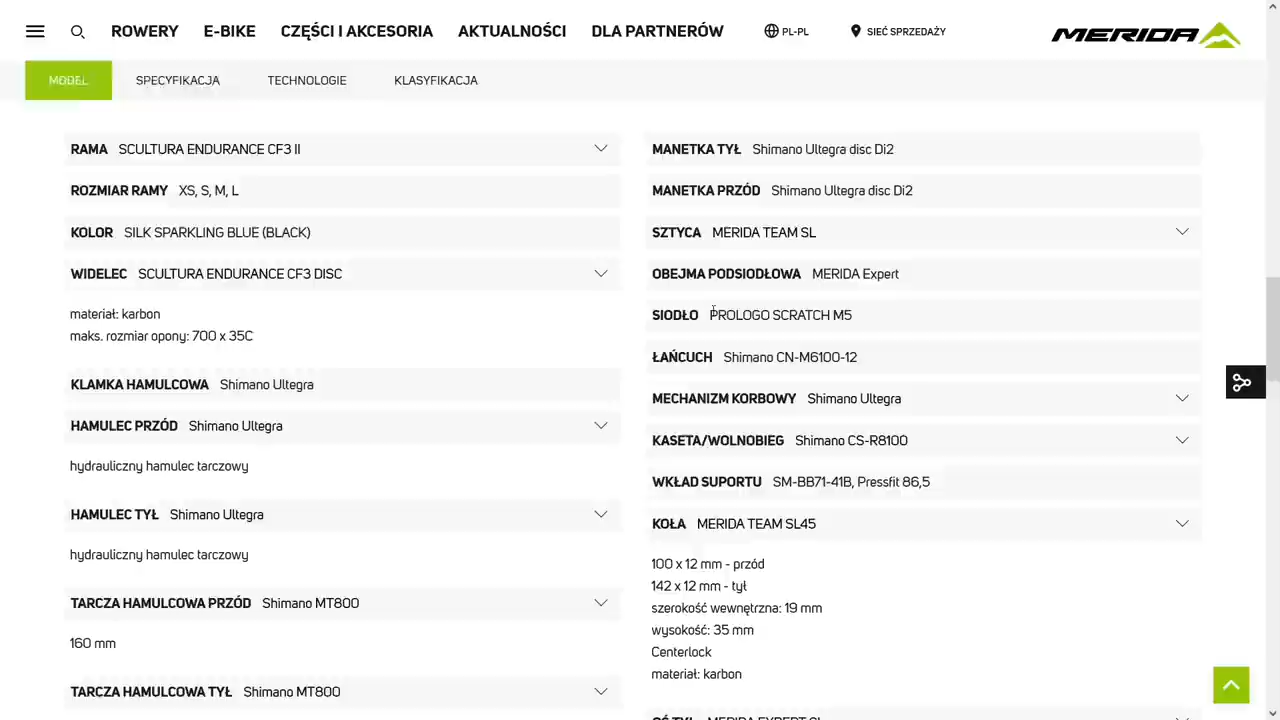 ROWERY E-BIKE CZĘŚCI I AKCESORIA AKTUALNOŚCI DLA PARTNERÓW PL-PL SIEĆ SPRZEDAŻY MERIDA
MODEL SPECYFIKACJA TECHNOLOGIE KLASYFIKACJA
RAMA SCULTURA ENDURANCE CF3 II
ROZMIAR RAMY XS, S, M, L
KOLOR SILK SPARKLING BLUE (BLACK)
WIDELEC SCULTURA ENDURANCE CF3 DISC
materiał: karbon
maks. rozmiar opony: 700 x 35C
KLAMKA HAMULCOWA Shimano Ultegra
HAMULEC PRZÓD Shimano Ultegra
hydrauliczny hamulec tarczowy
HAMULEC TYŁ Shimano Ultegra
hydrauliczny hamulec tarczowy
TARCZA HAMULCOWA PRZÓD Shimano MT800
160 mm
TARCZA HAMULCOWA TYŁ Shimano MT800
MANETKA TYŁ Shimano Ultegra disc Di2
MANETKA PRZÓD Shimano Ultegra disc Di2
SZTYCA MERIDA TEAM SL
OBEJMA PODSIODŁOWA MERIDA Expert
SIODŁO PROLOGO SCRATCH M5
ŁAŃCUCH Shimano CN-M6100-12
MECHANIZM KORBOWY Shimano Ultegra
KASETA/WOLNOBIEG Shimano CS-R8100
WKŁAD SUPORTU SM-BB71-41B, Pressfit 86,5
KOŁA MERIDA TEAM SL45
100 x 12 mm - przód
142 x 12 mm - tył
szerokość wewnętrzna: 19 mm
wysokość: 35 mm
Centerlock
materiał: karbon
OŚ TYŁ MERIDA EXPERT SL